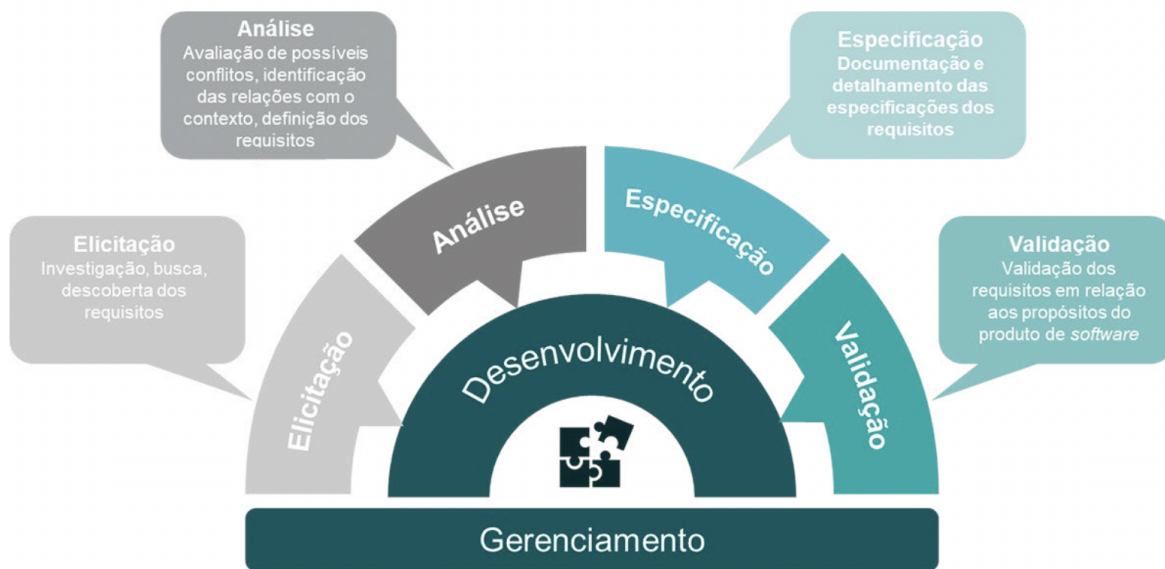 Análise
Avaliação de possíveis
conflitos, identificação
das relações com o
contexto, definição dos
requisitos
Especificação
Documentação e
detalhamento das
especificações dos
requisitos
Elicitação
Investigação, busca,
descoberta dos
requisitos
Validação
Validação dos
requisitos em relação
aos propósitos do
produto de software
Elicitação
Análise
Especificação
Validação
Desenvolvimento
Gerenciamento